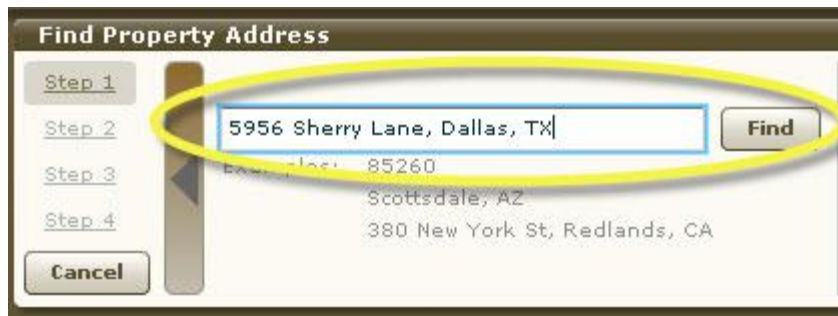 Find Property Address
Step 1
Step 2
Step 3
Step 4
Cancel
5956 Sherry Lane, Dallas, TX
Find
Examples: 85260
Scottsdale, AZ
380 New York St, Redlands, CA